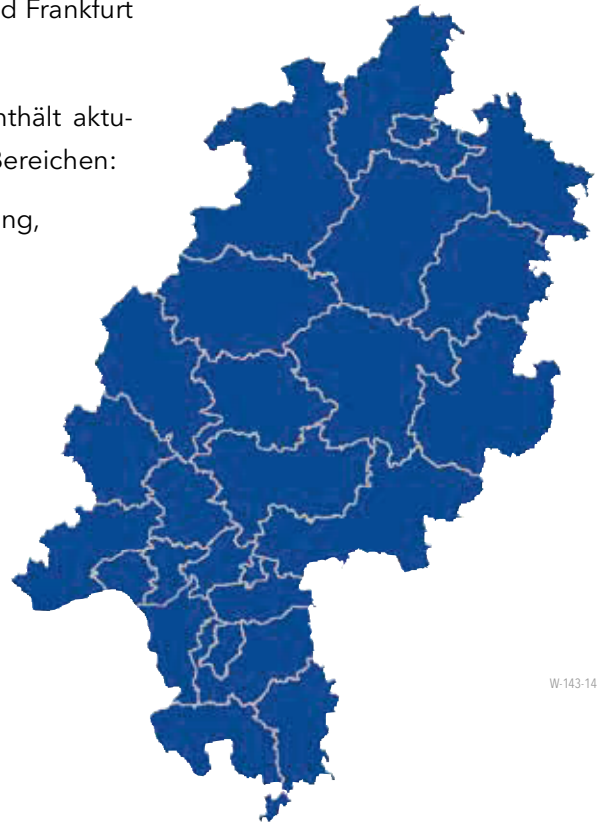 d Frankfurt
nthält aktu-
Bereichen:
ng,
W-143-14